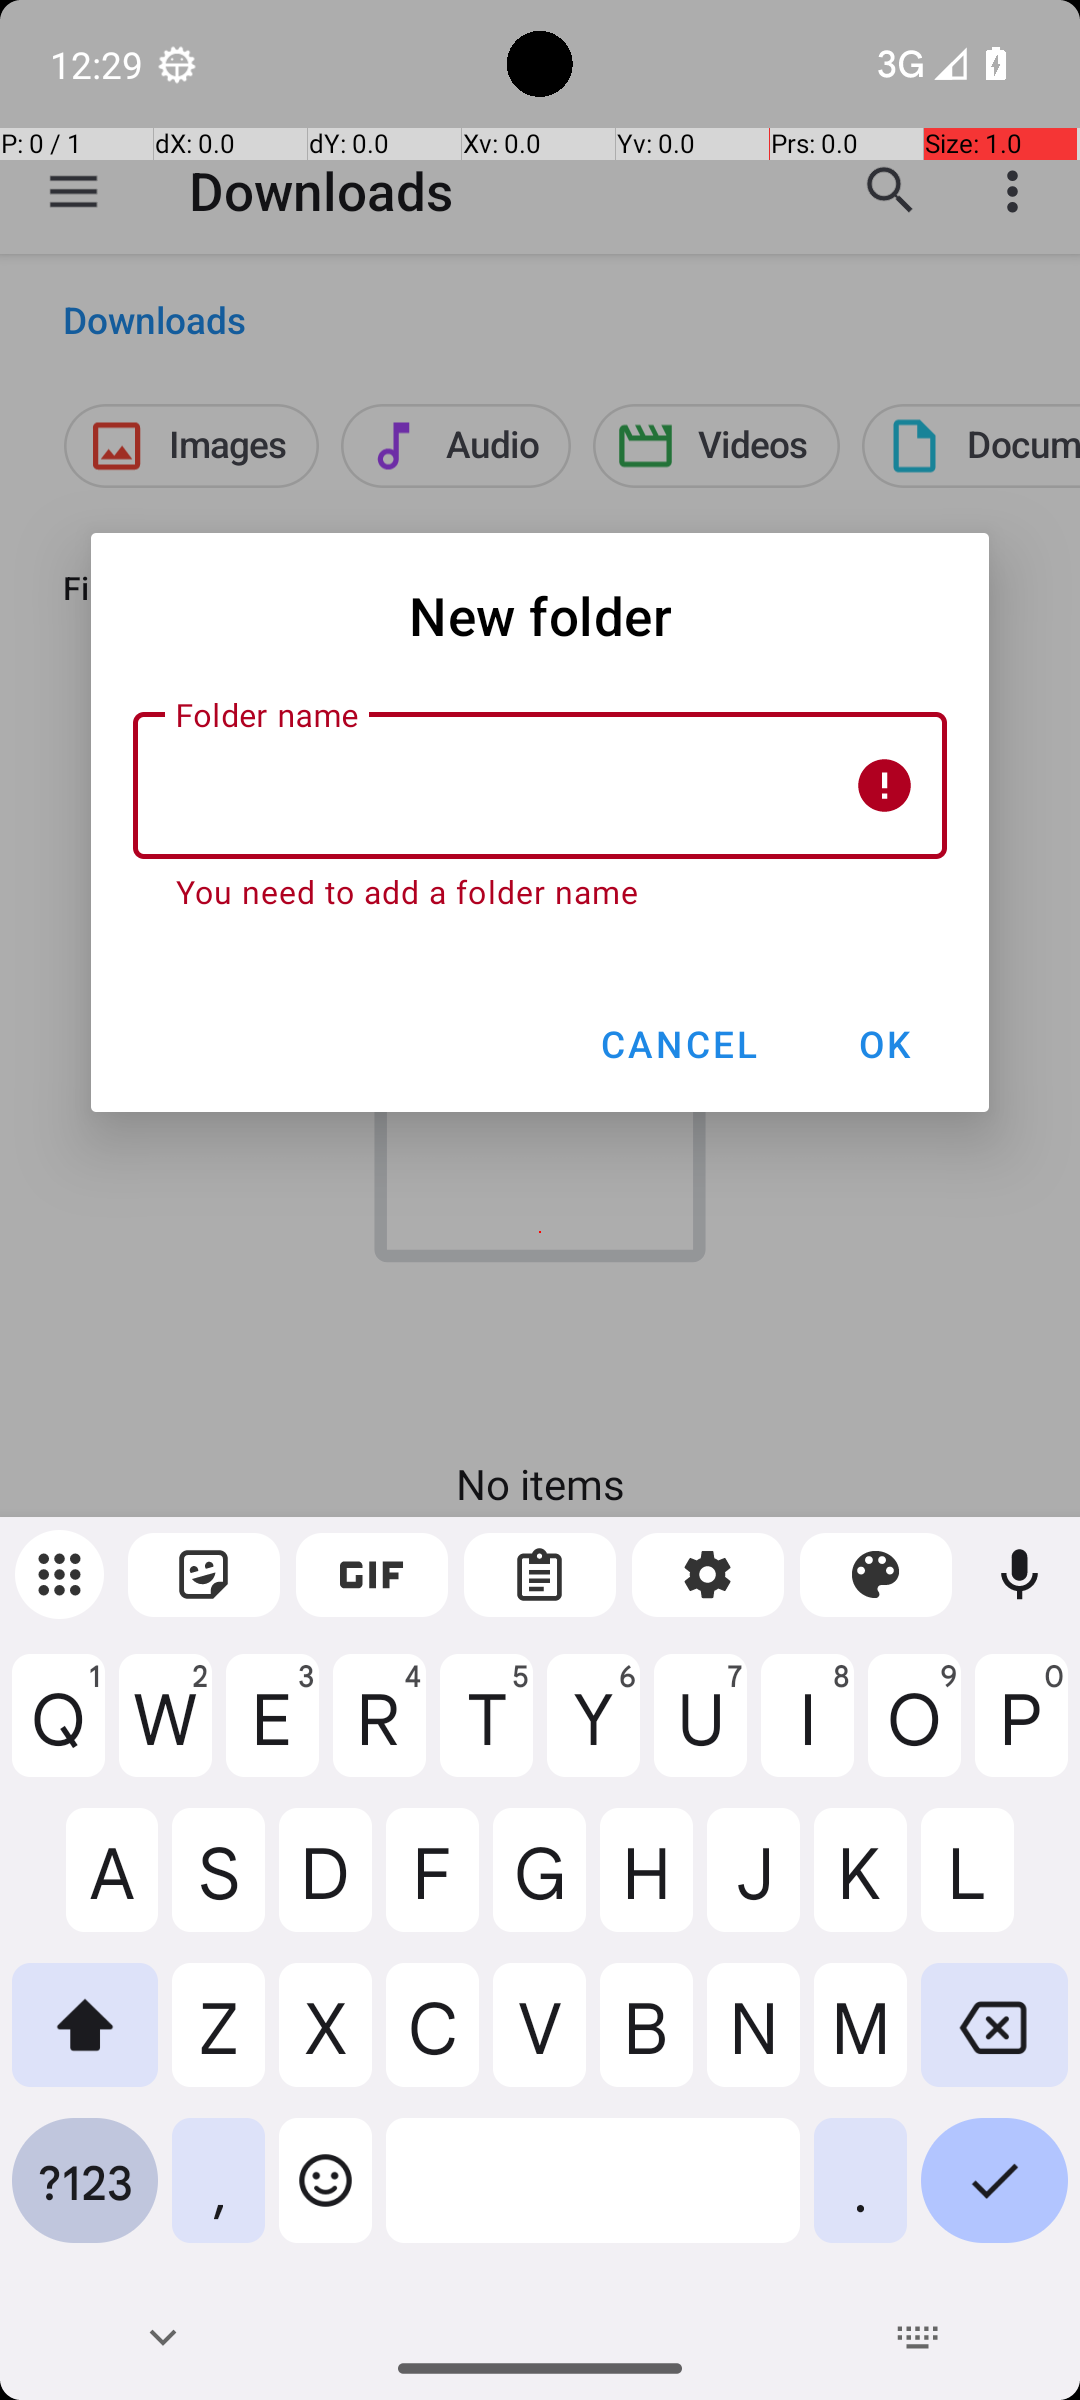 12:29
3G
P: 0 / 1
dX: 0.0
dY: 0.0
Xv: 0.0
Yv: 0.0
Prs: 0.0
Size: 1.0
Downloads
Downloads
Images
Audio
Videos
Docum
Fi
New folder
Folder name
You need to add a folder name
CANCEL
OK
No items
GIF
Q 1 W 2 E 3 R 4 T 5 Y 6 U 7 I 8 O 9 P 0
A S D F G H J K L
Z X C V B N M
?123 , .